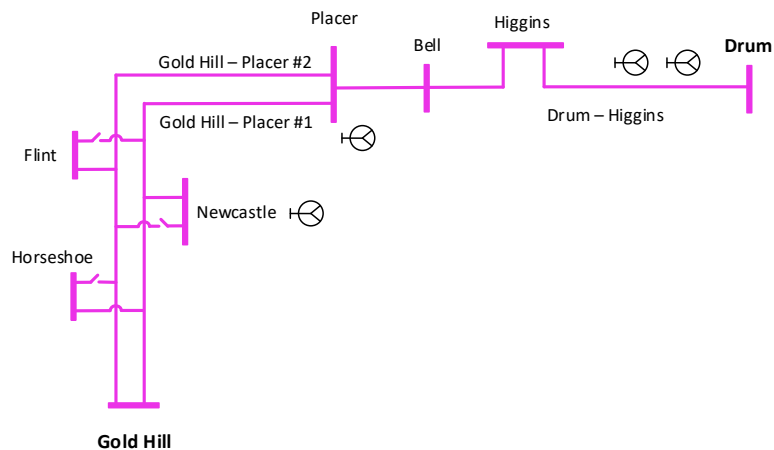 Placer
Higgins
Bell
Drum
Gold Hill – Placer #2
Gold Hill – Placer #1
Drum – Higgins
Flint
Newcastle
Horseshoe
Gold Hill